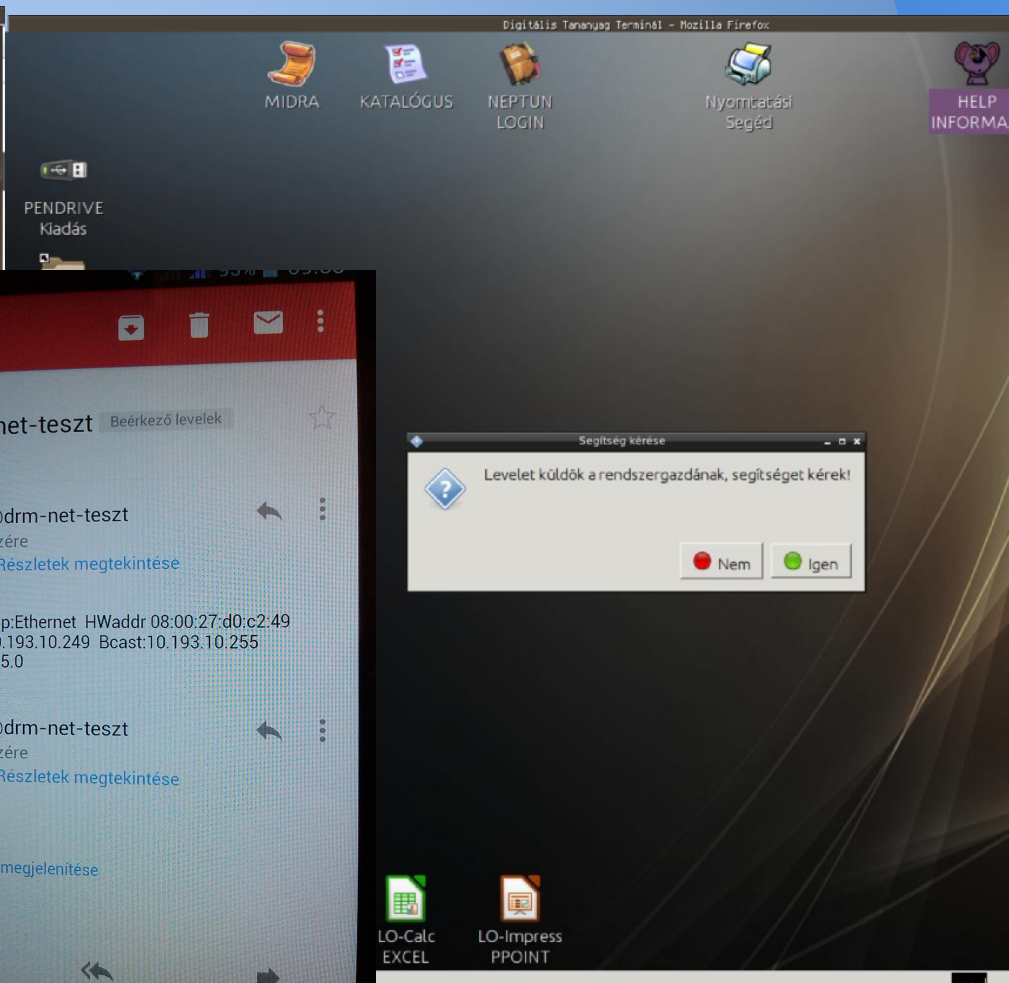 Digitális Tananyag Terminál - Mozilla Firefox
MIDRA
KATALÓGUS
NEPTUN
LOGIN
Nyomtatási
Segéd
HELP
INFORMA
PENDRIVE
Kiadás
net-teszt
Beérkező levelek
@drm-net-teszt
zére
Részletek megtekintése
p:Ethernet HWaddr 08:00:27:d0:c2:49
.193.10.249 Bcast:10.193.10.255
5.0
@drm-net-teszt
zére
Részletek megtekintése
megjelenítése
Segítség kérése
Levelet küldök a rendszergazdának, segítséget kérek!
Nem
Igen
LO-Calc
EXCEL
LO-Impress
PPOINT